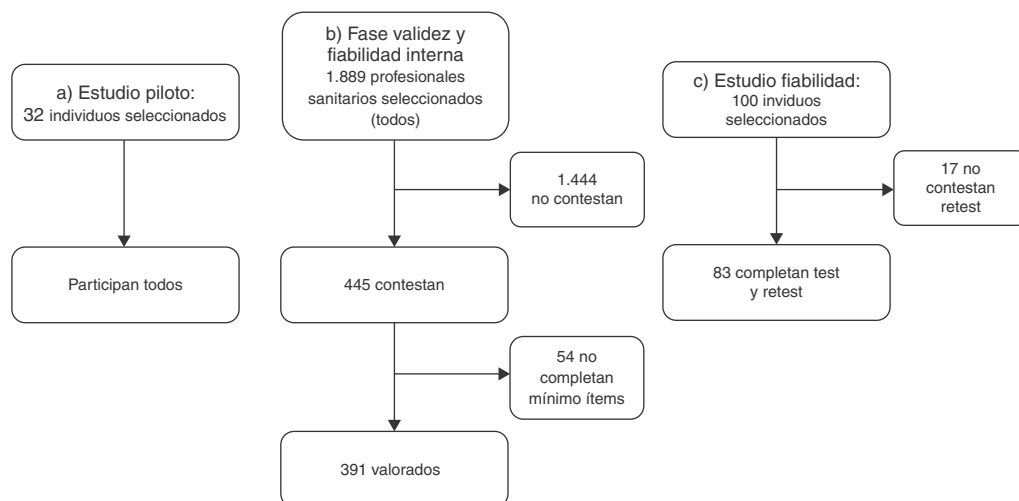 a) Estudio piloto:
32 individuos seleccionados
Participan todos
b) Fase validez y
fiabilidad interna
1.889 profesionales
sanitarios seleccionados
(todos)
1.444
no contestan
445 contestan
54 no
completan
mínimo ítems
391 valorados
c) Estudio fiabilidad:
100 inviduos
seleccionados
17 no
contestan
retest
83 completan test
y retest